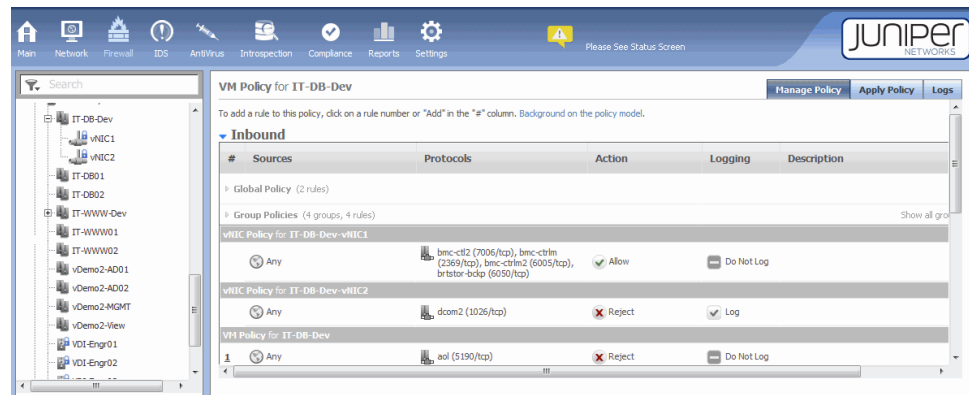 Main
Network
Firewall
IDS
AntiVirus
Introspection
Compliance
Reports
Settings
Please See Status Screen
JUNIPER
NETWORKS
Search
IT-DB-Dev
vNIC1
vNIC2
IT-DB01
IT-DB02
IT-WWW-Dev
IT-WWW01
IT-WWW02
vDemo2-AD01
vDemo2-AD02
vDemo2-MGMT
vDemo2-View
VDI-Engr01
VDI-Engr02
VM Policy for IT-DB-Dev
Manage Policy Apply Policy Logs
To add a rule to this policy, click on a rule number or "Add" in the "#" column. Background on the policy model.
Inbound
# Sources Protocols Action Logging Description
Global Policy (2 rules)
Group Policies (4 groups, 4 rules) Show all gro
vNIC Policy for IT-DB-Dev-vNIC1
Any bmc-ctl2 (7006/tcp), bmc-ctrlm Allow Do Not Log
(2369/tcp), bmc-ctrlm2 (6005/tcp),
brtstor-bckp (6050/tcp)
vNIC Policy for IT-DB-Dev-vNIC2
Any dcom2 (1026/tcp) Reject Log
VM Policy for IT-DB-Dev
1 Any aol (5190/tcp) Reject Do Not Log